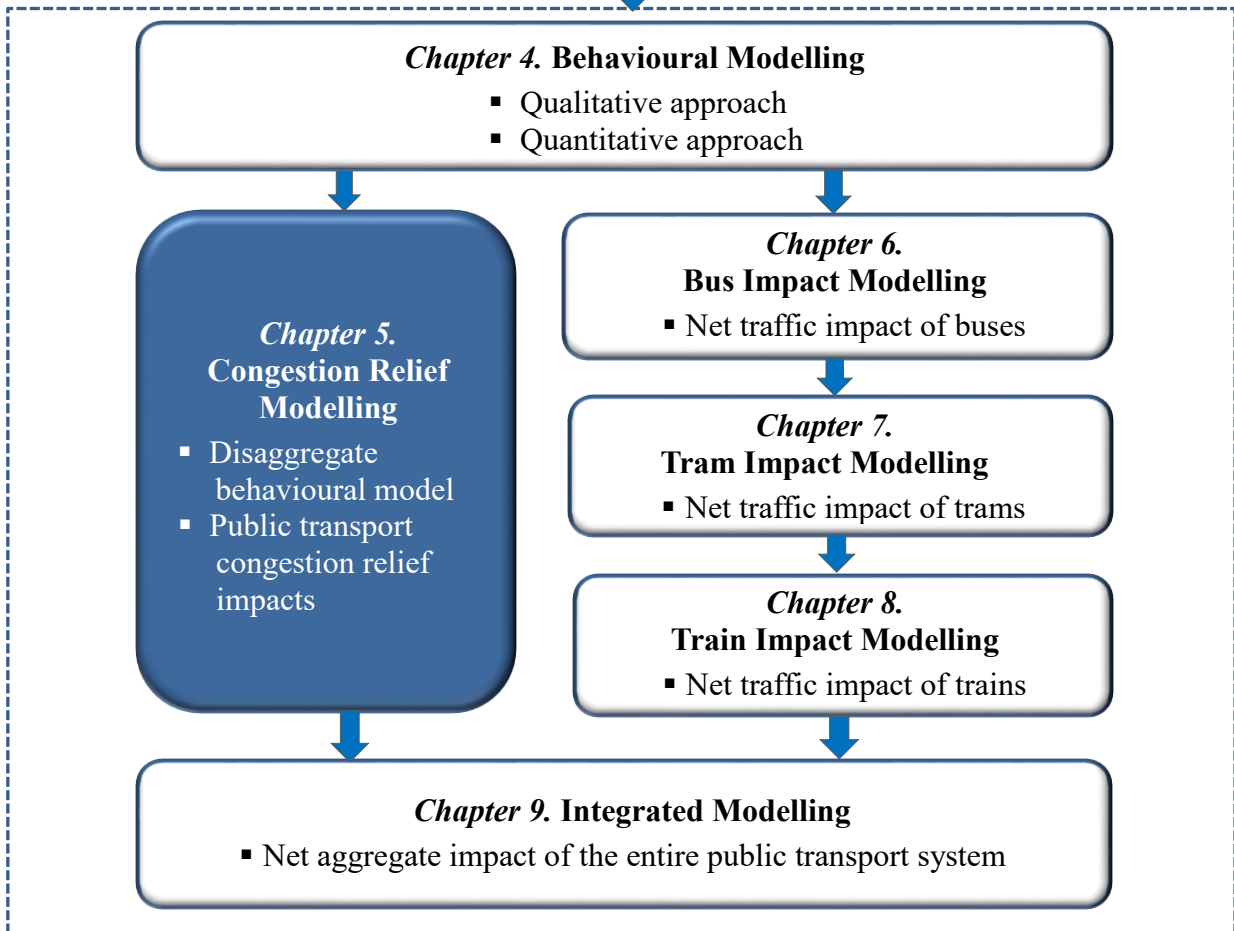 Chapter 4. Behavioural Modelling
▪ Qualitative approach
▪ Quantitative approach
Chapter 5.
Congestion Relief
Modelling
▪ Disaggregate
behavioural model
▪ Public transport
congestion relief
impacts
Chapter 6.
Bus Impact Modelling
▪ Net traffic impact of buses
Chapter 7.
Tram Impact Modelling
▪ Net traffic impact of trams
Chapter 8.
Train Impact Modelling
▪ Net traffic impact of trains
Chapter 9. Integrated Modelling
▪ Net aggregate impact of the entire public transport system